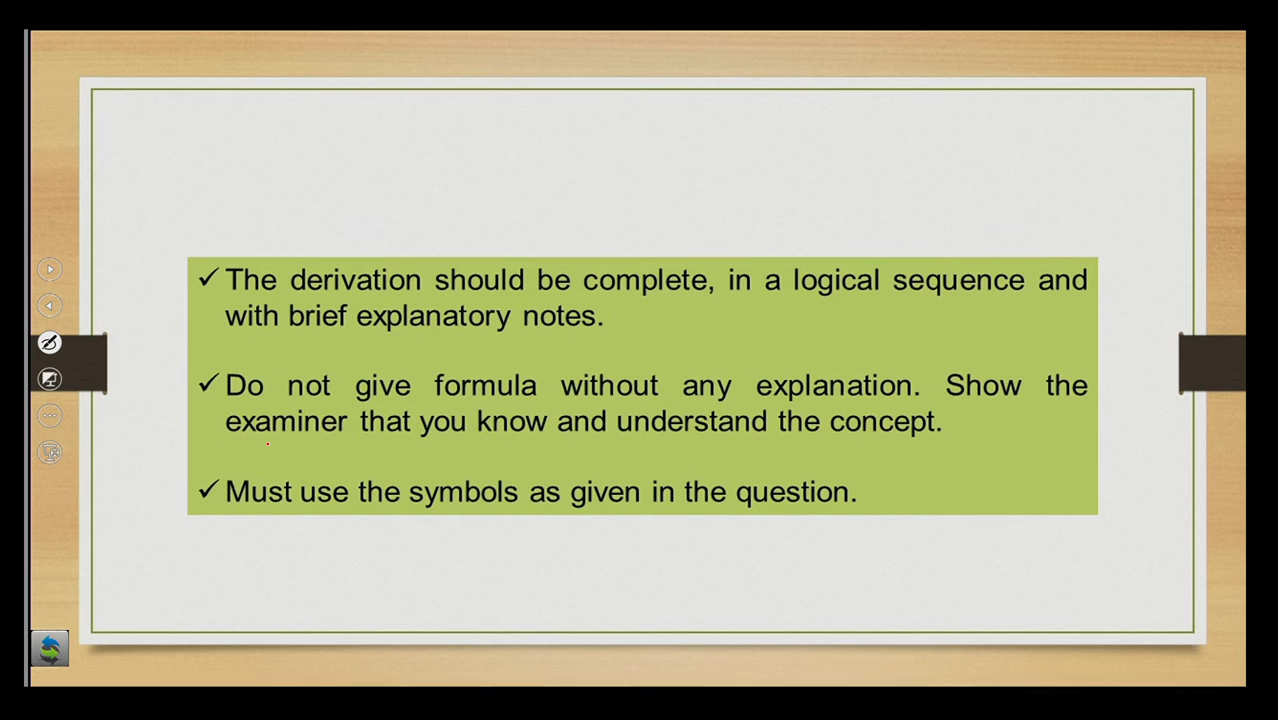 ✓ The derivation should be complete, in a logical sequence and
with brief explanatory notes.
✓ Do not give formula without any explanation. Show the
examiner that you know and understand the concept.
✓ Must use the symbols as given in the question.